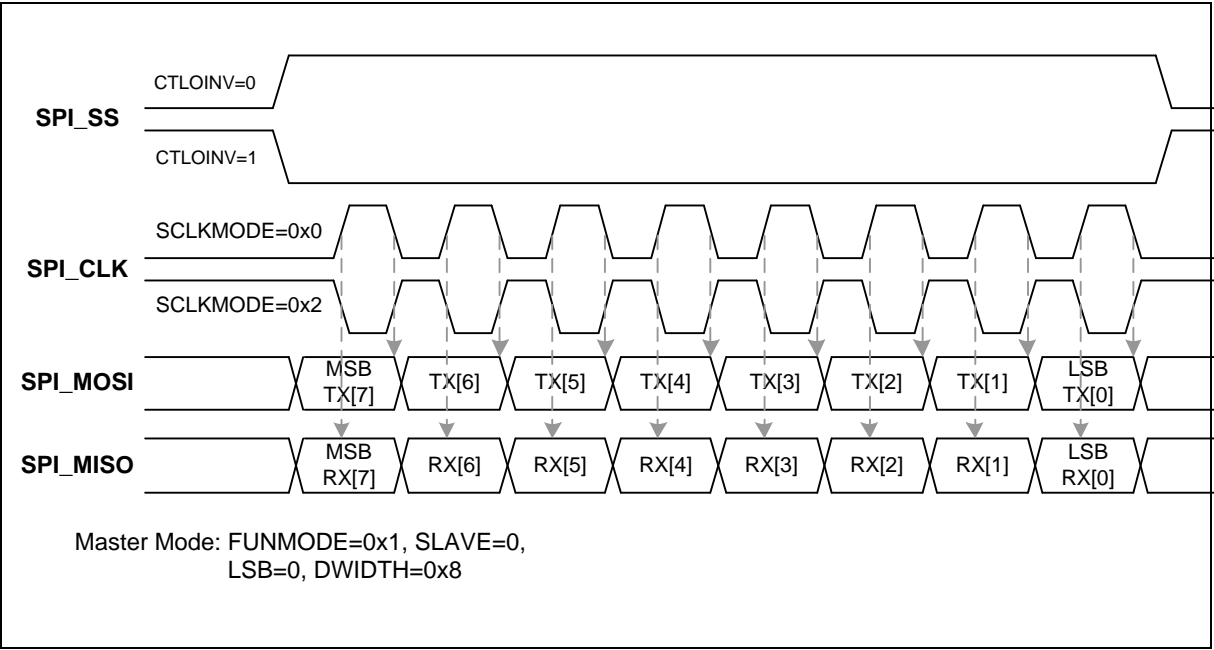 CTLOINV=0
SPI_SS
CTLOINV=1
SCLKMODE=0x0
SPI_CLK
SCLKMODE=0x2
SPI_MOSI
MSB
TX[7]
TX[6]
TX[5]
TX[4]
TX[3]
TX[2]
TX[1]
LSB
TX[0]
SPI_MISO
MSB
RX[7]
RX[6]
RX[5]
RX[4]
RX[3]
RX[2]
RX[1]
LSB
RX[0]
Master Mode: FUNMODE=0x1, SLAVE=0,
LSB=0, DWIDTH=0x8